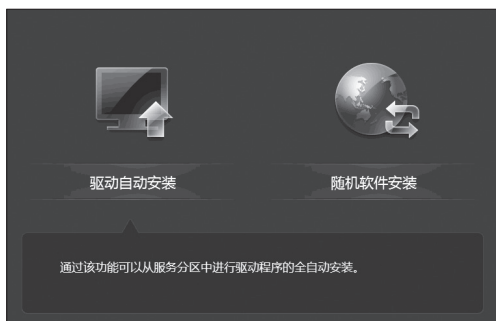 驱动自动安装
随机软件安装
通过该功能可以从服务分区中进行驱动程序的全自动安装。